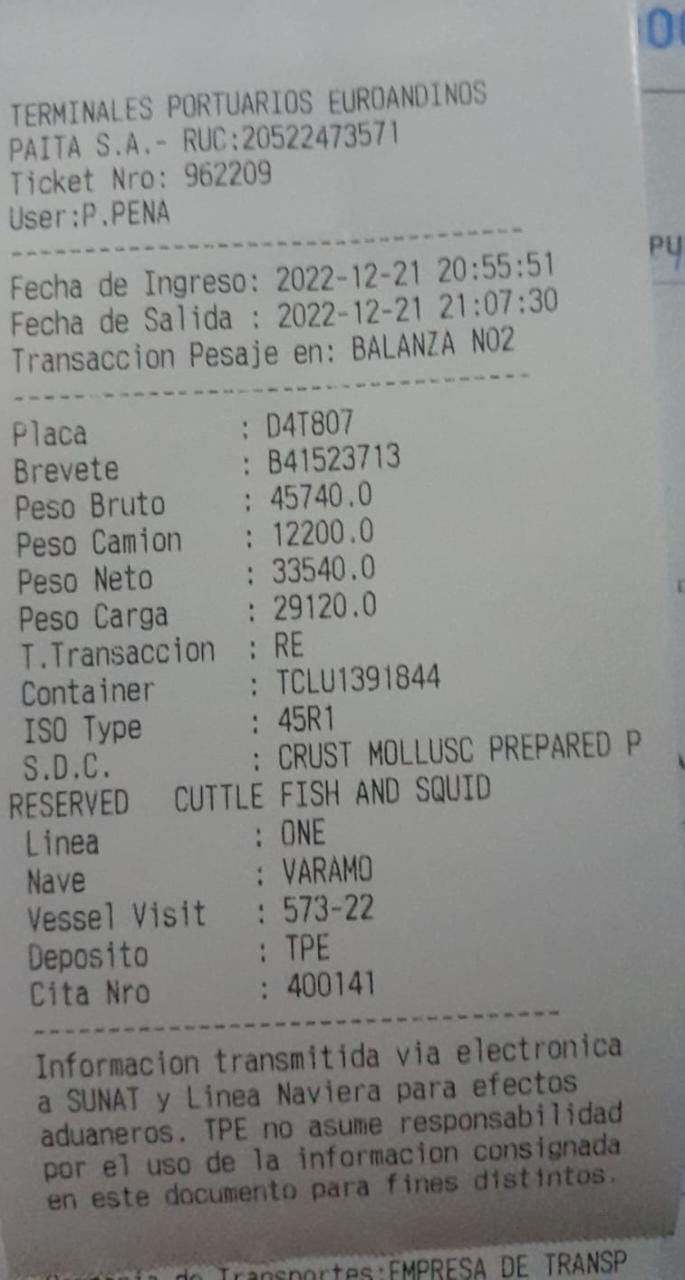 TERMINALES PORTUARIOS EUROANDINOS
PAITA S.A.- RUC:20522473571
Ticket Nro: 962209
User:P.PENA
Fecha de Ingreso: 2022-12-21 20:55:51
Fecha de Salida : 2022-12-21 21:07:30
Transaccion Pesaje en: BALANZA NO2
Placa : D4T807
Brevete : B41523713
Peso Bruto : 45740.0
Peso Camion : 12200.0
Peso Neto : 33540.0
Peso Carga : 29120.0
T.Transaccion : RE
Container : TCLU1391844
ISO Type : 45R1
S.D.C. : CRUST MOLLUSC PREPARED P
RESERVED CUTTLE FISH AND SQUID
Linea : ONE
Nave : VARAMO
Vessel Visit : 573-22
Deposito : TPE
Cita Nro : 400141
Informacion transmitida via electronica
a SUNAT y Linea Naviera para efectos
aduaneros. TPE no asume responsabilidad
por el uso de la informacion consignada
en este documento para fines distintos.
de Transportes:EMPRESA DE TRANSP